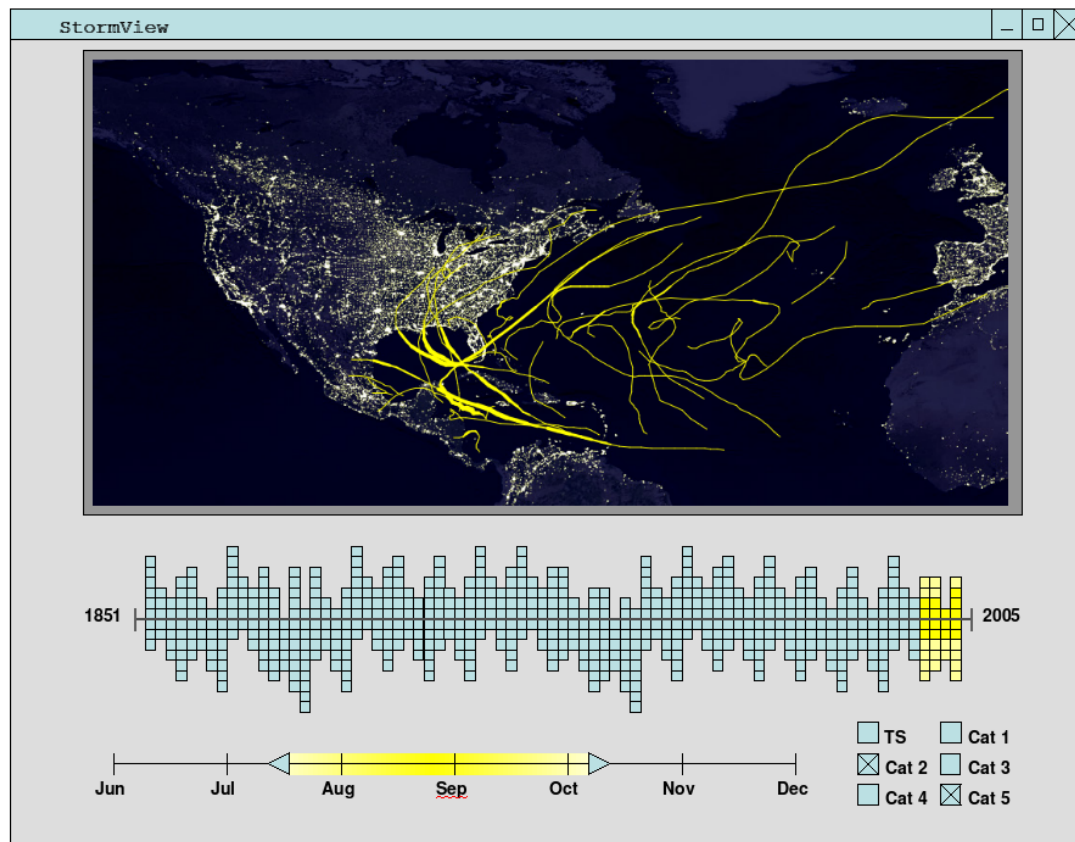 StormView
1851 2005
TS Cat 1
Cat 2 Cat 3
Cat 4 Cat 5
Jun Jul Aug Sep Oct Nov Dec